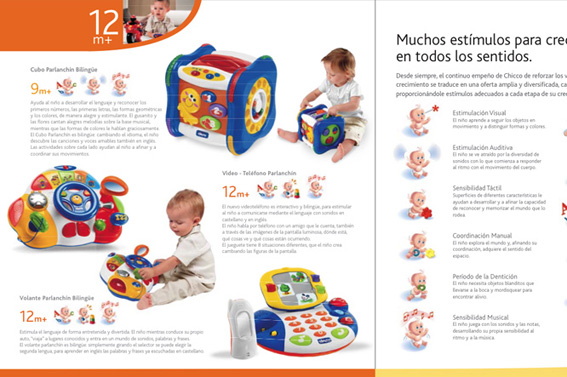 12
m+
Cubo Parlanchín Bilingüe
9m+
Ayuda al niño a desarrollar el lenguaje y reconocer los
primeros números, las primeras letras, las formas geométricas
y los colores, de manera alegre y estimulante. El gusanito y
las flores cantan alegres melodías sobre la base musical,
mientras que las formas de colores le hablan graciosamente.
El Cubo Parlanchín es bilingüe: cambiando el idioma, el niño
descubre las canciones y voces amables también en inglés.
Las actividades sobre cada lado ayudan al niño a afinar y a
coordinar sus movimientos.
Video - Teléfono Parlanchín
12m+
El nuevo videoteléfono es interactivo y bilingüe, para estimular
al niño a comunicarse mediante el lenguaje con sonidos en
castellano y en inglés.
El niño habla por teléfono con un amigo que le cuenta, también
a través de las imágenes de la pantalla luminosa, dónde está,
qué cosas ve y qué cosas están ocurriendo.
El juguete tiene 8 situaciones diferentes, que el niño crea
cambiando las figuras de la pantalla.
Volante Parlanchín Bilingüe
12m+
Estimula el lenguaje de forma entretenida y divertida. El niño mientras conduce su propio
auto, "viaja" a lugares conocidos y entra en un mundo de sonidos, palabras y frases.
El volante parlanchín es bilingüe: simplemente girando el selector se puede elegir la
segunda lengua, para aprender en inglés las palabras y frases ya escuchadas en castellano.
Muchos estímulos para cre
en todos los sentidos.
Desde siempre, el continuo empeño de Chicco de reforzar los v
crecimiento se traduce en una oferta amplia y diversificada, ca
proporcionándole estímulos adecuados a cada etapa de su crec
Estimulación Visual
El niño aprende a seguir los objetos en
movimiento y a distinguir formas y colores.
Estimulación Auditiva
El niño se ve atraído por la diversidad de
sonidos con lo que comienza a responder
al ritmo con el movimiento del cuerpo.
Sensibilidad Táctil
Superficies de diferentes características le
ayudan a desarrollar y a afinar la capacidad
de reconocer y memorizar el mundo que lo
rodea.
Coordinación Manual
El niño explora el mundo y, afinando su
coordinación, adquiere el sentido del
espacio.
Período de la Dentición
El niño necesita objetos blanditos que
llevarse a la boca y mordisquear para
encontrar alivio.
Sensibilidad Musical
El niño juega con los sonidos y las notas,
desarrollando su propia sensibilidad al
ritmo y a la música.